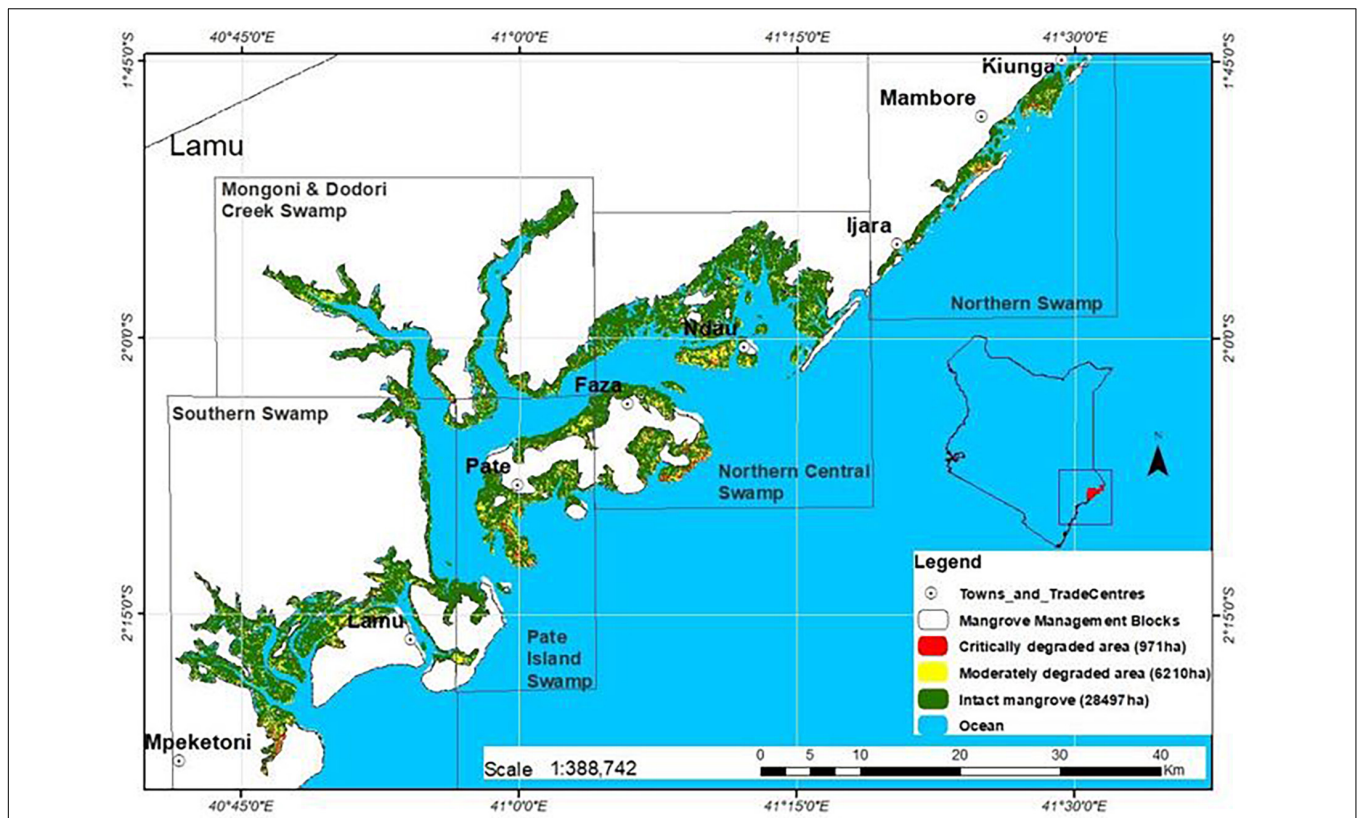 40°45'0"E 41°0'0"E 41°15'0"E 41°30'0"E
1°45'0"S
1°45'0"S
Kiunga
Mambore
Lamu
Mongoni & Dodori
Creek Swamp
Ijara
Northern Swamp
Ndau
2°0'0"S
2°0'0"S
Faza
Southern Swamp
Pate
Northern Central
Swamp
N
Legend
Towns_and_TradeCentres
Mangrove Management Blocks
Critically degraded area (971ha)
Moderately degraded area (6210ha)
Intact mangrove (28497ha)
Ocean
2°15'0"S
2°15'0"S
Lamu
Pate
Island
Swamp
Mpeketoni
Scale 1:388,742
0 5 10 20 30 40
Km
40°45'0"E 41°0'0"E 41°15'0"E 41°30'0"E